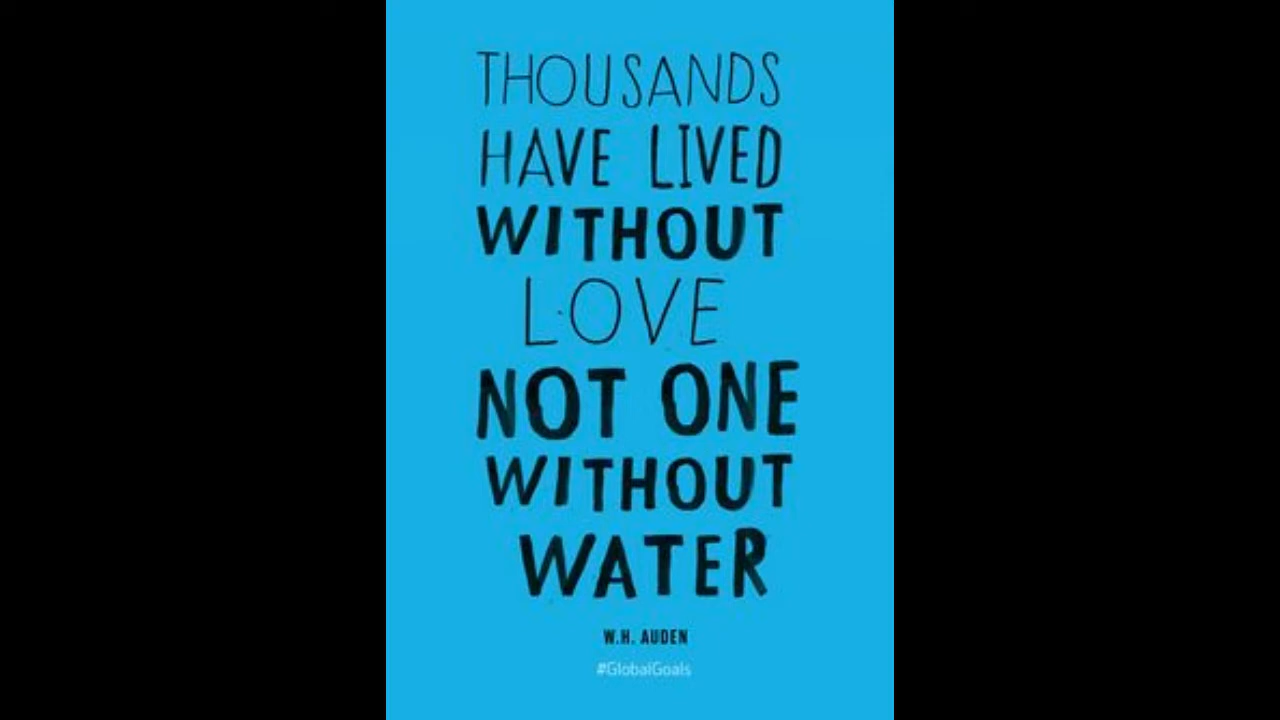 THOUSANDS
HAVE LIVED
WITHOUT
LOVE
NOT ONE
WITHOUT
WATER
W.H. AUDEN
#GlobalGoals